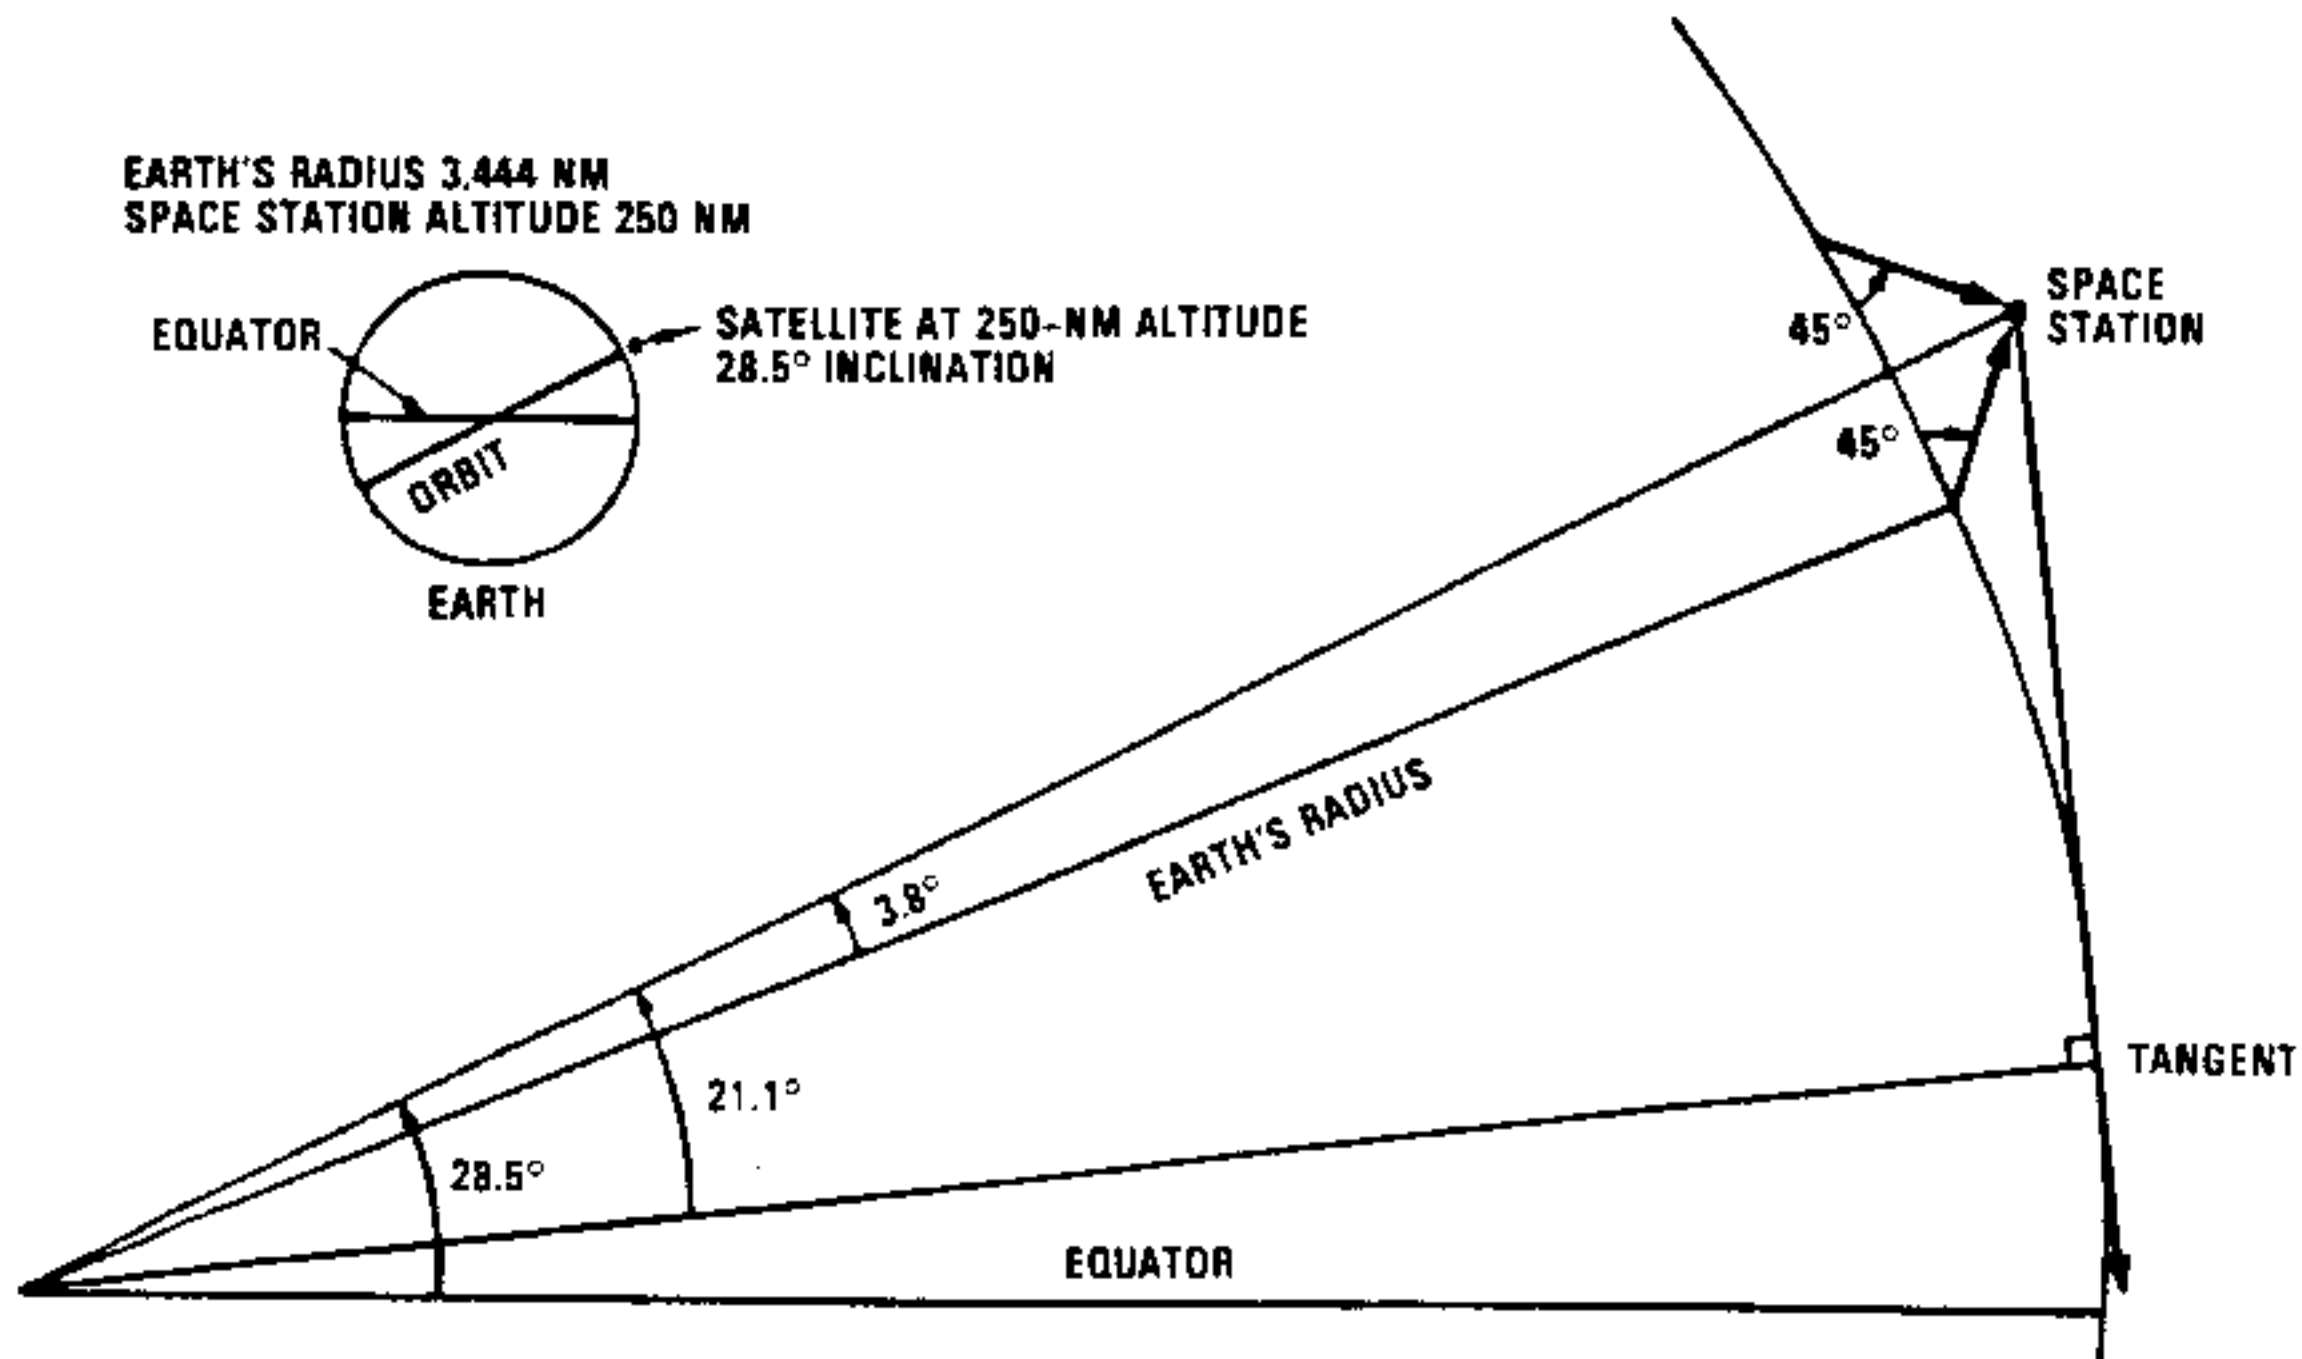 EARTH'S RADIUS 3,444 NM
SPACE STATION ALTITUDE 250 NM
EQUATOR
SATELLITE AT 250-NM ALTITUDE
28.5° INCLINATION
ORBIT
EARTH
SPACE
STATION
45°
45°
EARTH'S RADIUS
3.8°
21.1°
28.5°
TANGENT
EQUATOR